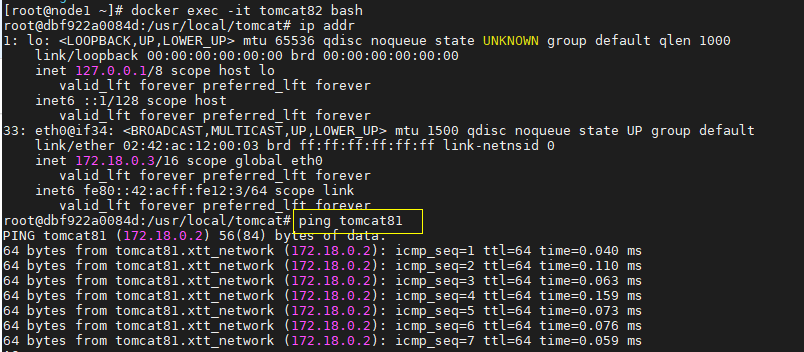 [root@node1 ~]# docker exec -it tomcat82 bash
root@dbf922a0084d:/usr/local/tomcat# ip addr
1: lo: <LOOPBACK,UP,LOWER_UP> mtu 65536 qdisc noqueue state UNKNOWN group default qlen 1000
    link/loopback 00:00:00:00:00:00 brd 00:00:00:00:00:00
    inet 127.0.0.1/8 scope host lo
       valid_lft forever preferred_lft forever
    inet6 ::1/128 scope host
       valid_lft forever preferred_lft forever
33: eth0@if34: <BROADCAST,MULTICAST,UP,LOWER_UP> mtu 1500 qdisc noqueue state UP group default
    link/ether 02:42:ac:12:00:03 brd ff:ff:ff:ff:ff:ff link-netnsid 0
    inet 172.18.0.3/16 scope global eth0
       valid_lft forever preferred_lft forever
    inet6 fe80::42:acff:fe12:3/64 scope link
       valid_lft forever preferred_lft forever
root@dbf922a0084d:/usr/local/tomcat# ping tomcat81
PING tomcat81 (172.18.0.2) 56(84) bytes of data.
64 bytes from tomcat81.xtt_network (172.18.0.2): icmp_seq=1 ttl=64 time=0.040 ms
64 bytes from tomcat81.xtt_network (172.18.0.2): icmp_seq=2 ttl=64 time=0.110 ms
64 bytes from tomcat81.xtt_network (172.18.0.2): icmp_seq=3 ttl=64 time=0.063 ms
64 bytes from tomcat81.xtt_network (172.18.0.2): icmp_seq=4 ttl=64 time=0.159 ms
64 bytes from tomcat81.xtt_network (172.18.0.2): icmp_seq=5 ttl=64 time=0.073 ms
64 bytes from tomcat81.xtt_network (172.18.0.2): icmp_seq=6 ttl=64 time=0.076 ms
64 bytes from tomcat81.xtt_network (172.18.0.2): icmp_seq=7 ttl=64 time=0.059 ms